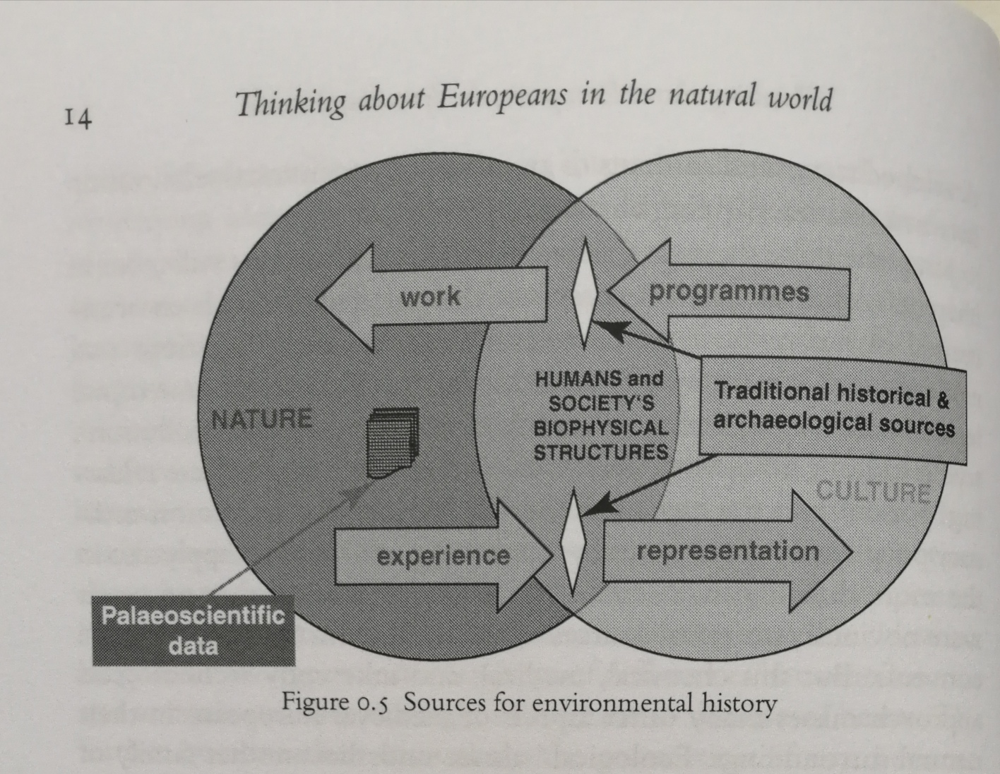 14
Thinking about Europeans in the natural world
work
programmes
HUMANS and
SOCIETY'S
BIOPHYSICAL
STRUCTURES
Traditional historical &
archaeological sources
NATURE
CULTURE
experience
representation
Palaeoscientific
data
Figure 0.5 Sources for environmental history